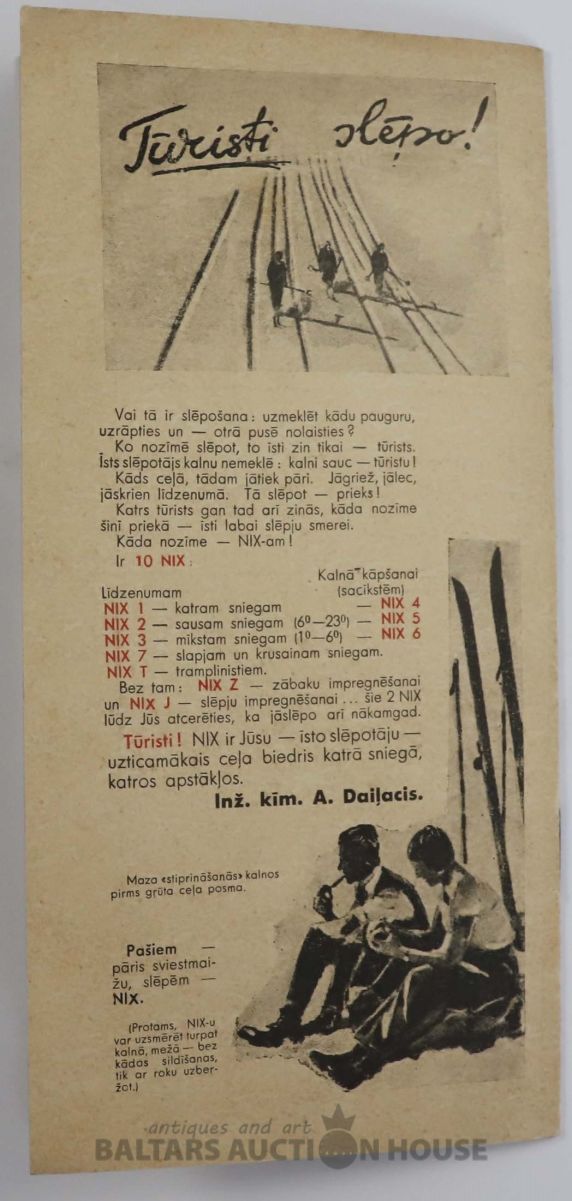 Tūristi slēpo!
Vai tā ir slēpošana: uzmeklēt kādu pauguru,
uzrāpties un — otrā pusē nolaisties?
Ko nozīmē slēpot, to īsti zin tikai — tūrists.
Īsts slēpotājs kalnu nemeklē: kalni sauc — tūristu!
Kāds ceļā, tādam jātiek pāri. Jāgriež, jālec,
jāskrien līdzenumā. Tā slēpot — prieks!
Katrs tūrists gan tad arī zinās, kāda nozīme
šinī priekā — īsti labai slēpju smerei.
Kāda nozīme — NIX-am!
Ir 10 NIX:
Kalnā kāpšanai
Līdzenumam (sacikstēm)
NIX 1 — katram sniegam — NIX 4
NIX 2 — sausam sniegam (6⁰—23⁰) — NIX 5
NIX 3 — mīkstam sniegam (1⁰—6⁰) — NIX 6
NIX 7 — slapjam un krusainam sniegam.
NIX T — tramplinistiem.
Bez tam: NIX Z — zābaku impregnēšanai
un NIX J — slēpju impregnēšanai ... šie 2 NIX
lūdz Jūs atcerēties, ka jāslēpo arī nākamgad.
Tūristi! NIX ir Jūsu — īsto slēpotāju —
uzticamākais ceļa biedris katrā sniegā,
katros apstākļos.
Inž. ķīm. A. Daiļacis.
Maza «stiprināšanās» kalnos
pirms grūta ceļa posma.
Pašiem —
pāris sviestmai-
žu, slēpēm —
NIX.
(Protams, NIX-u
var uzsmērēt turpat
kalnā, mežā — bez
kādas sildīšanas,
tik ar roku uzber-
žot.)
antiques and art
BALTARS AUCTION HOUSE